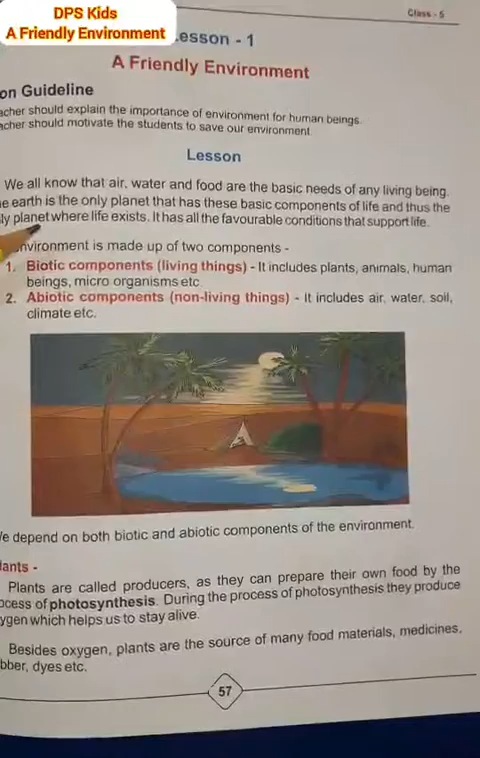 DPS Kids
A Friendly Environment
Class - 5
esson - 1
A Friendly Environment
on Guideline
acher should explain the importance of environment for human beings.
acher should motivate the students to save our environment.
Lesson
We all know that air, water and food are the basic needs of any living being.
e earth is the only planet that has these basic components of life and thus the
ly planet where life exists. It has all the favourable conditions that support life.
nvironment is made up of two components -
1. Biotic components (living things) - It includes plants, animals, human
beings, micro organisms etc.
2. Abiotic components (non-living things) - It includes air, water, soil,
climate etc.
e depend on both biotic and abiotic components of the environment.
lants -
Plants are called producers, as they can prepare their own food by the
ocess of photosynthesis. During the process of photosynthesis they produce
ygen which helps us to stay alive.
Besides oxygen, plants are the source of many food materials, medicines,
bber, dyes etc.
57